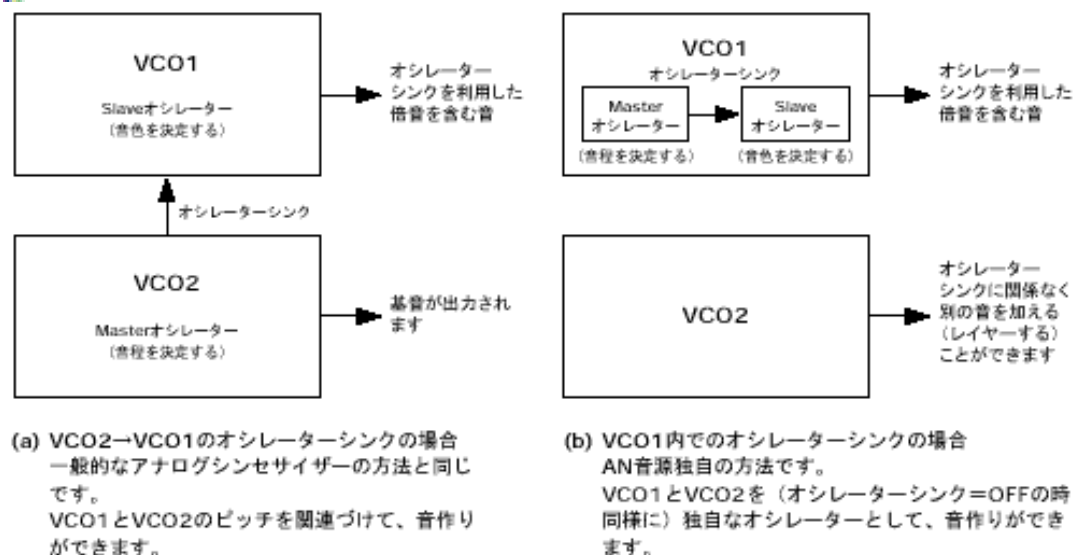 VCO1
Slaveオシレーター
(音色を決定する)
オシレーター
シンクを利用した
倍音を含む音
オシレーターシンク
VCO2
Masterオシレーター
(音程を決定する)
基音が出力され
ます
(a) VCO2→VCO1のオシレーターシンクの場合
一般的なアナログシンセサイザーの方法と同じ
です。
VCO1とVCO2のピッチを関連づけて、音作り
ができます。
VCO1
オシレーターシンク
Master
オシレーター
Slave
オシレーター
(音程を決定する)
(音色を決定する)
オシレーター
シンクを利用した
倍音を含む音
VCO2
オシレーター
シンクに関係なく
別の音を加える
(レイヤーする)
ことができます
(b) VCO1内でのオシレーターシンクの場合
AN音源独自の方法です。
VCO1とVCO2を(オシレーターシンク=OFFの時
同様に)独自なオシレーターとして、音作りができ
ます。